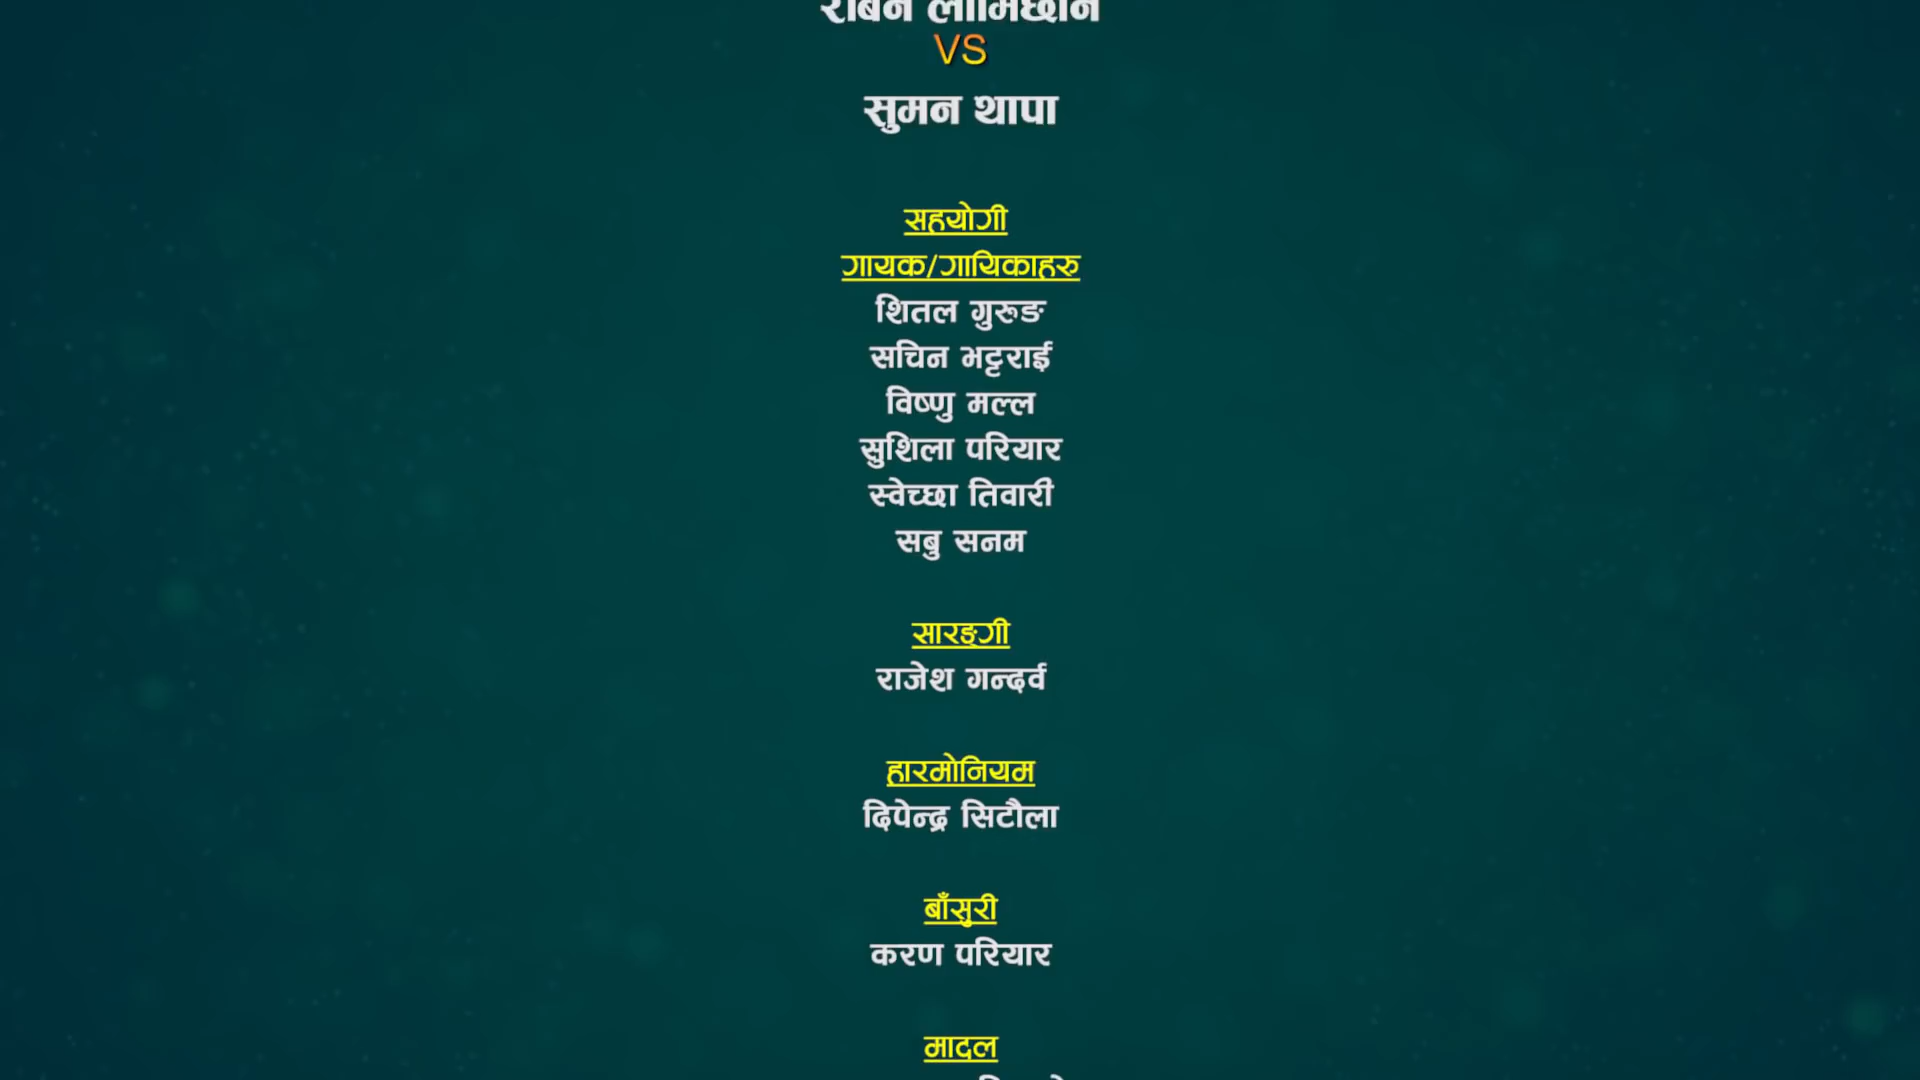 VS
सुमन थापा
सहयोगी
गायक/गायिकाहरु
शितल गुरुङ
सचिन भट्टराई
विष्णु मल्ल
सुशिला परियार
स्वेच्छा तिवारी
सबु सनम
सारङ्गी
राजेश गन्दर्व
हारमोनियम
दिपेन्द्र सिटौला
बाँसुरी
करण परियार
मादल